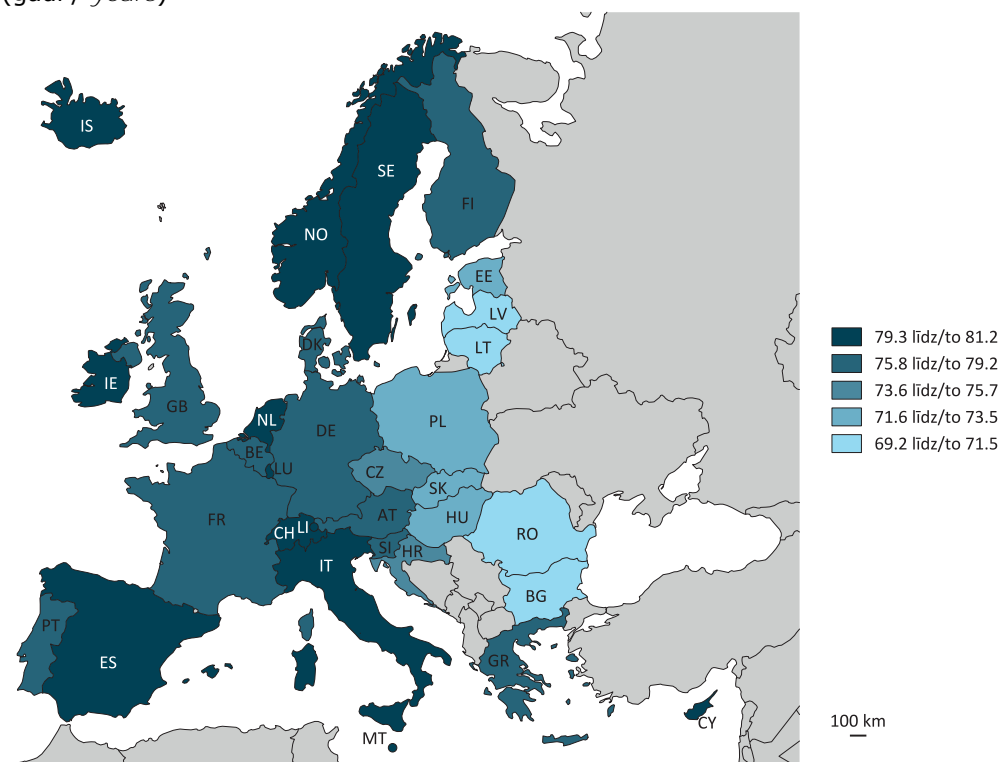 (gadi / years)
IS
SE
FI
NO
EE
LV
LT
DK
IE
GB
NL
DE
PL
BE
LU
CZ
SK
FR
AT
HU
CH
LI
SI
HR
RO
IT
BG
PT
ES
GR
MT
CY
79.3 līdz/to 81.2
75.8 līdz/to 79.2
73.6 līdz/to 75.7
71.6 līdz/to 73.5
69.2 līdz/to 71.5
100 km